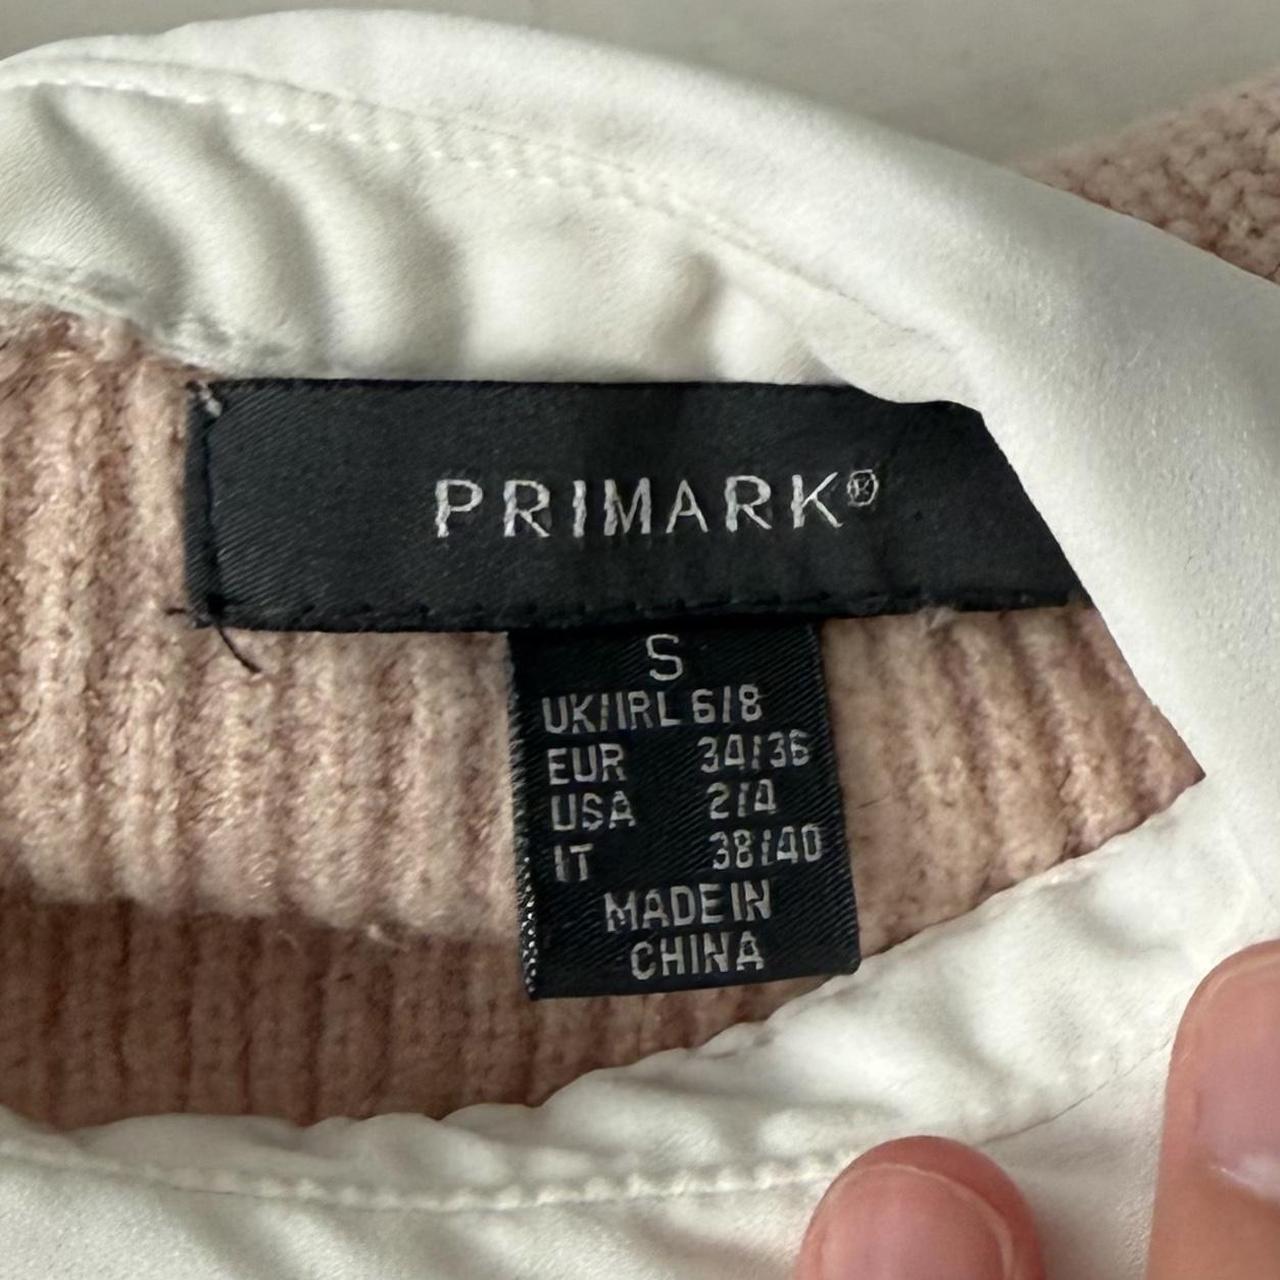 PRIMARK®
S
UK/IRL 6/8
EUR 34/36
USA 2/4
IT 38/40
MADE IN
CHINA